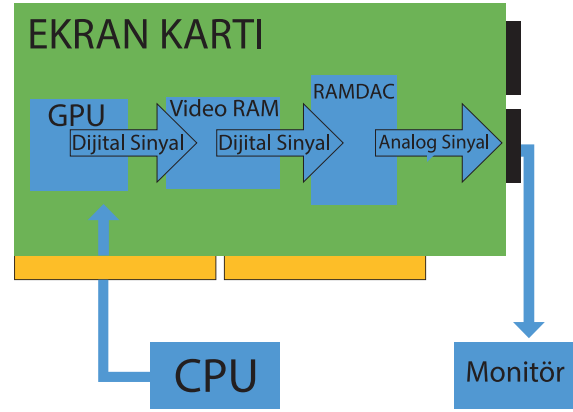 EKRAN KARTI
GPU
Video RAM
RAMDAC
Dijital Sinyal
Dijital Sinyal
Analog Sinyal
CPU
Monitör